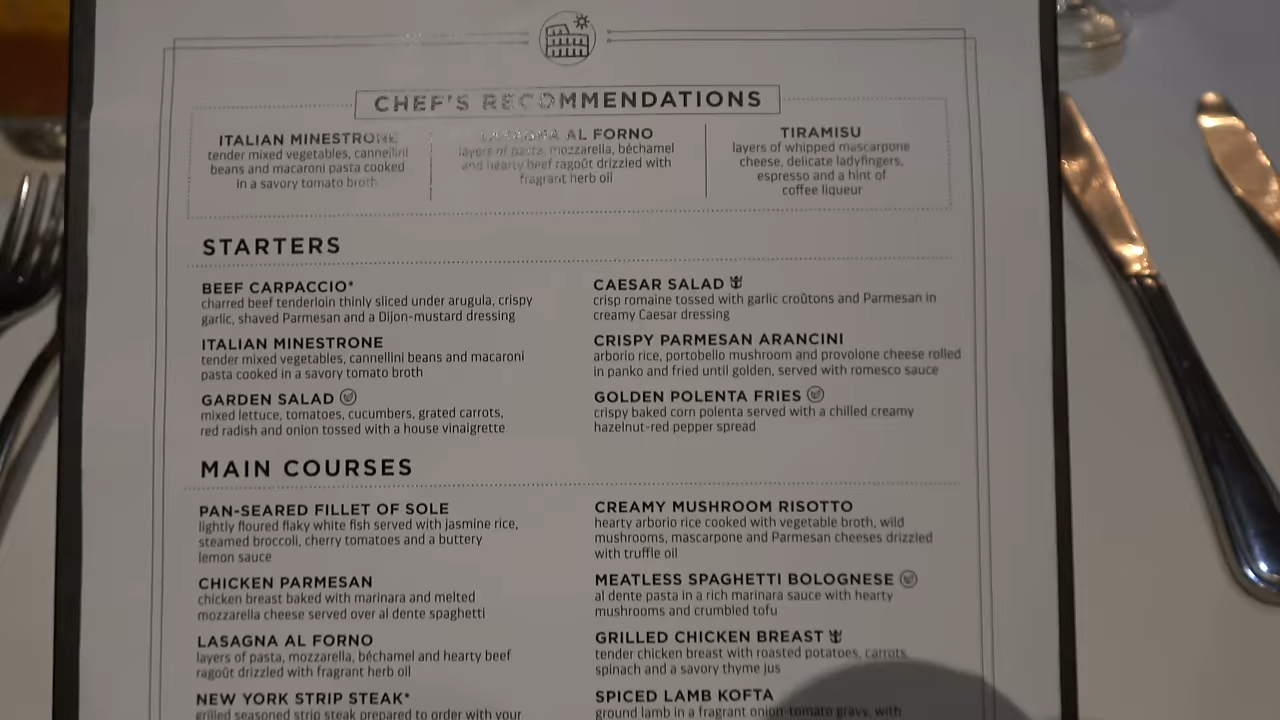 CHEF'S RECOMMENDATIONS
ITALIAN MINESTRONE
tender mixed vegetables, cannellini
beans and macaroni pasta cooked
in a savory tomato broth
LASAGNA AL FORNO
layers of pasta, mozzarella, béchamel
and hearty beef ragoût drizzled with
fragrant herb oil
TIRAMISU
layers of whipped mascarpone
cheese, delicate ladyfingers,
espresso and a hint of
coffee liqueur
STARTERS
BEEF CARPACCIO*
charred beef tenderloin thinly sliced under arugula, crispy
garlic, shaved Parmesan and a Dijon-mustard dressing
ITALIAN MINESTRONE
tender mixed vegetables, cannellini beans and macaroni
pasta cooked in a savory tomato broth
GARDEN SALAD
mixed lettuce, tomatoes, cucumbers, grated carrots,
red radish and onion tossed with a house vinaigrette
CAESAR SALAD
crisp romaine tossed with garlic croûtons and Parmesan in
creamy Caesar dressing
CRISPY PARMESAN ARANCINI
arborio rice, portobello mushroom and provolone cheese rolled
in panko and fried until golden, served with romesco sauce
GOLDEN POLENTA FRIES
crispy baked corn polenta served with a chilled creamy
hazelnut-red pepper spread
MAIN COURSES
PAN-SEARED FILLET OF SOLE
lightly floured flaky white fish served with jasmine rice,
steamed broccoli, cherry tomatoes and a buttery
lemon sauce
CHICKEN PARMESAN
chicken breast baked with marinara and melted
mozzarella cheese served over al dente spaghetti
LASAGNA AL FORNO
layers of pasta, mozzarella, béchamel and hearty beef
ragoût drizzled with fragrant herb oil
NEW YORK STRIP STEAK*
grilled seasoned strip steak prepared to order with your
CREAMY MUSHROOM RISOTTO
hearty arborio rice cooked with vegetable broth, wild
mushrooms, mascarpone and Parmesan cheeses drizzled
with truffle oil
MEATLESS SPAGHETTI BOLOGNESE
al dente pasta in a rich marinara sauce with hearty
mushrooms and crumbled tofu
GRILLED CHICKEN BREAST
tender chicken breast with roasted potatoes, carrots,
spinach and a savory thyme jus
SPICED LAMB KOFTA
ground lamb in a fragrant onion-tomato gravy, with